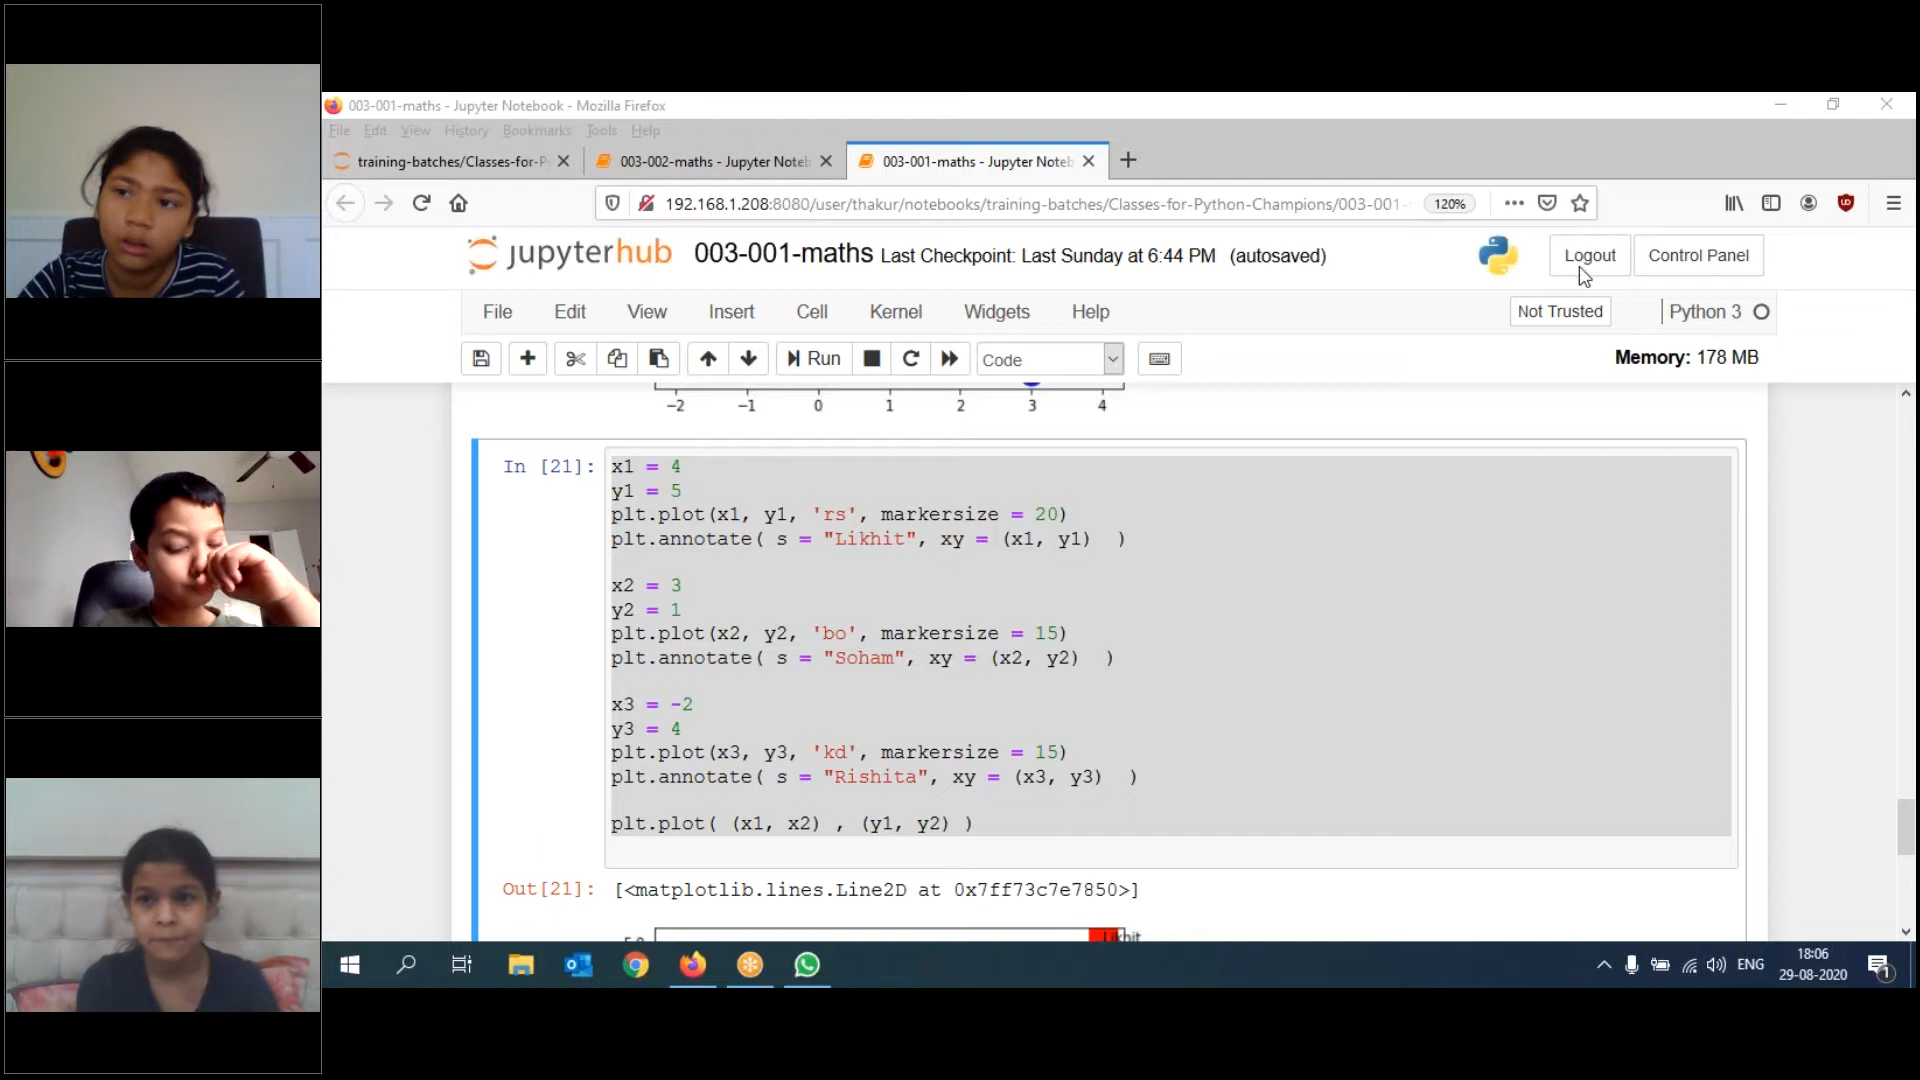 003-001-maths - Jupyter Notebook - Mozilla Firefox
File Edit View History Bookmarks Tools Help
training-batches/Classes-for-P
003-002-maths - Jupyter Noteb
003-001-maths - Jupyter Noteb
192.168.1.208:8080/user/thakur/notebooks/training-batches/Classes-for-Python-Champions/003-001- 120%
jupyterhub 003-001-maths Last Checkpoint: Last Sunday at 6:44 PM (autosaved) Logout Control Panel
File Edit View Insert Cell Kernel Widgets Help Not Trusted Python 3
Run Code Memory: 178 MB
−2 −1 0 1 2 3 4
In [21]: x1 = 4
y1 = 5
plt.plot(x1, y1, 'rs', markersize = 20)
plt.annotate( s = "Likhit", xy = (x1, y1)  )
x2 = 3
y2 = 1
plt.plot(x2, y2, 'bo', markersize = 15)
plt.annotate( s = "Soham", xy = (x2, y2)  )
x3 = -2
y3 = 4
plt.plot(x3, y3, 'kd', markersize = 15)
plt.annotate( s = "Rishita", xy = (x3, y3)  )
plt.plot( (x1, x2) , (y1, y2) )
Out[21]: [<matplotlib.lines.Line2D at 0x7ff73c7e7850>]
Likhit
ENG
18:06
29-08-2020
1